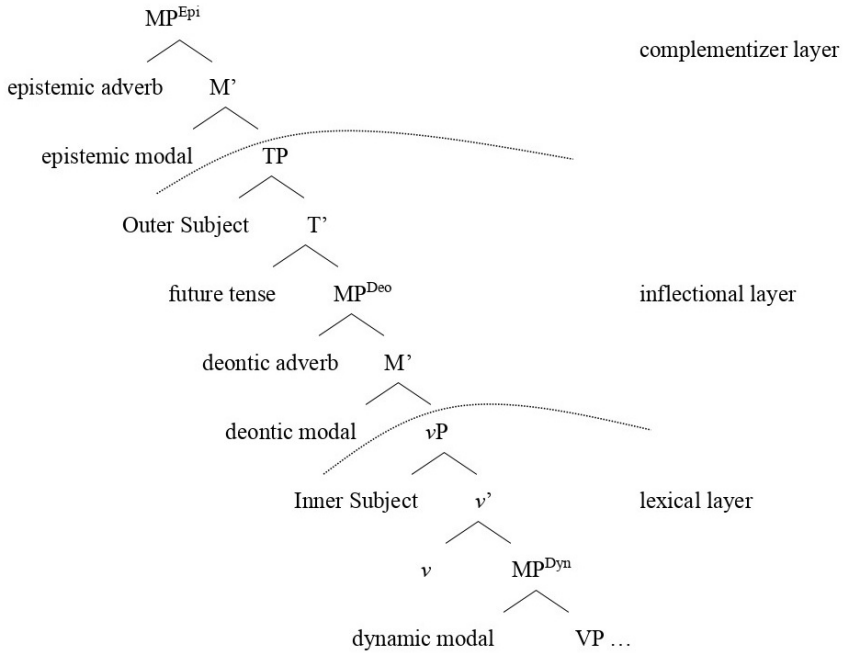 MP^Epi
complementizer layer
epistemic adverb M’
epistemic modal TP
Outer Subject T’
future tense MP^Deo inflectional layer
deontic adverb M’
deontic modal vP
Inner Subject v’ lexical layer
v MP^Dyn
dynamic modal VP …